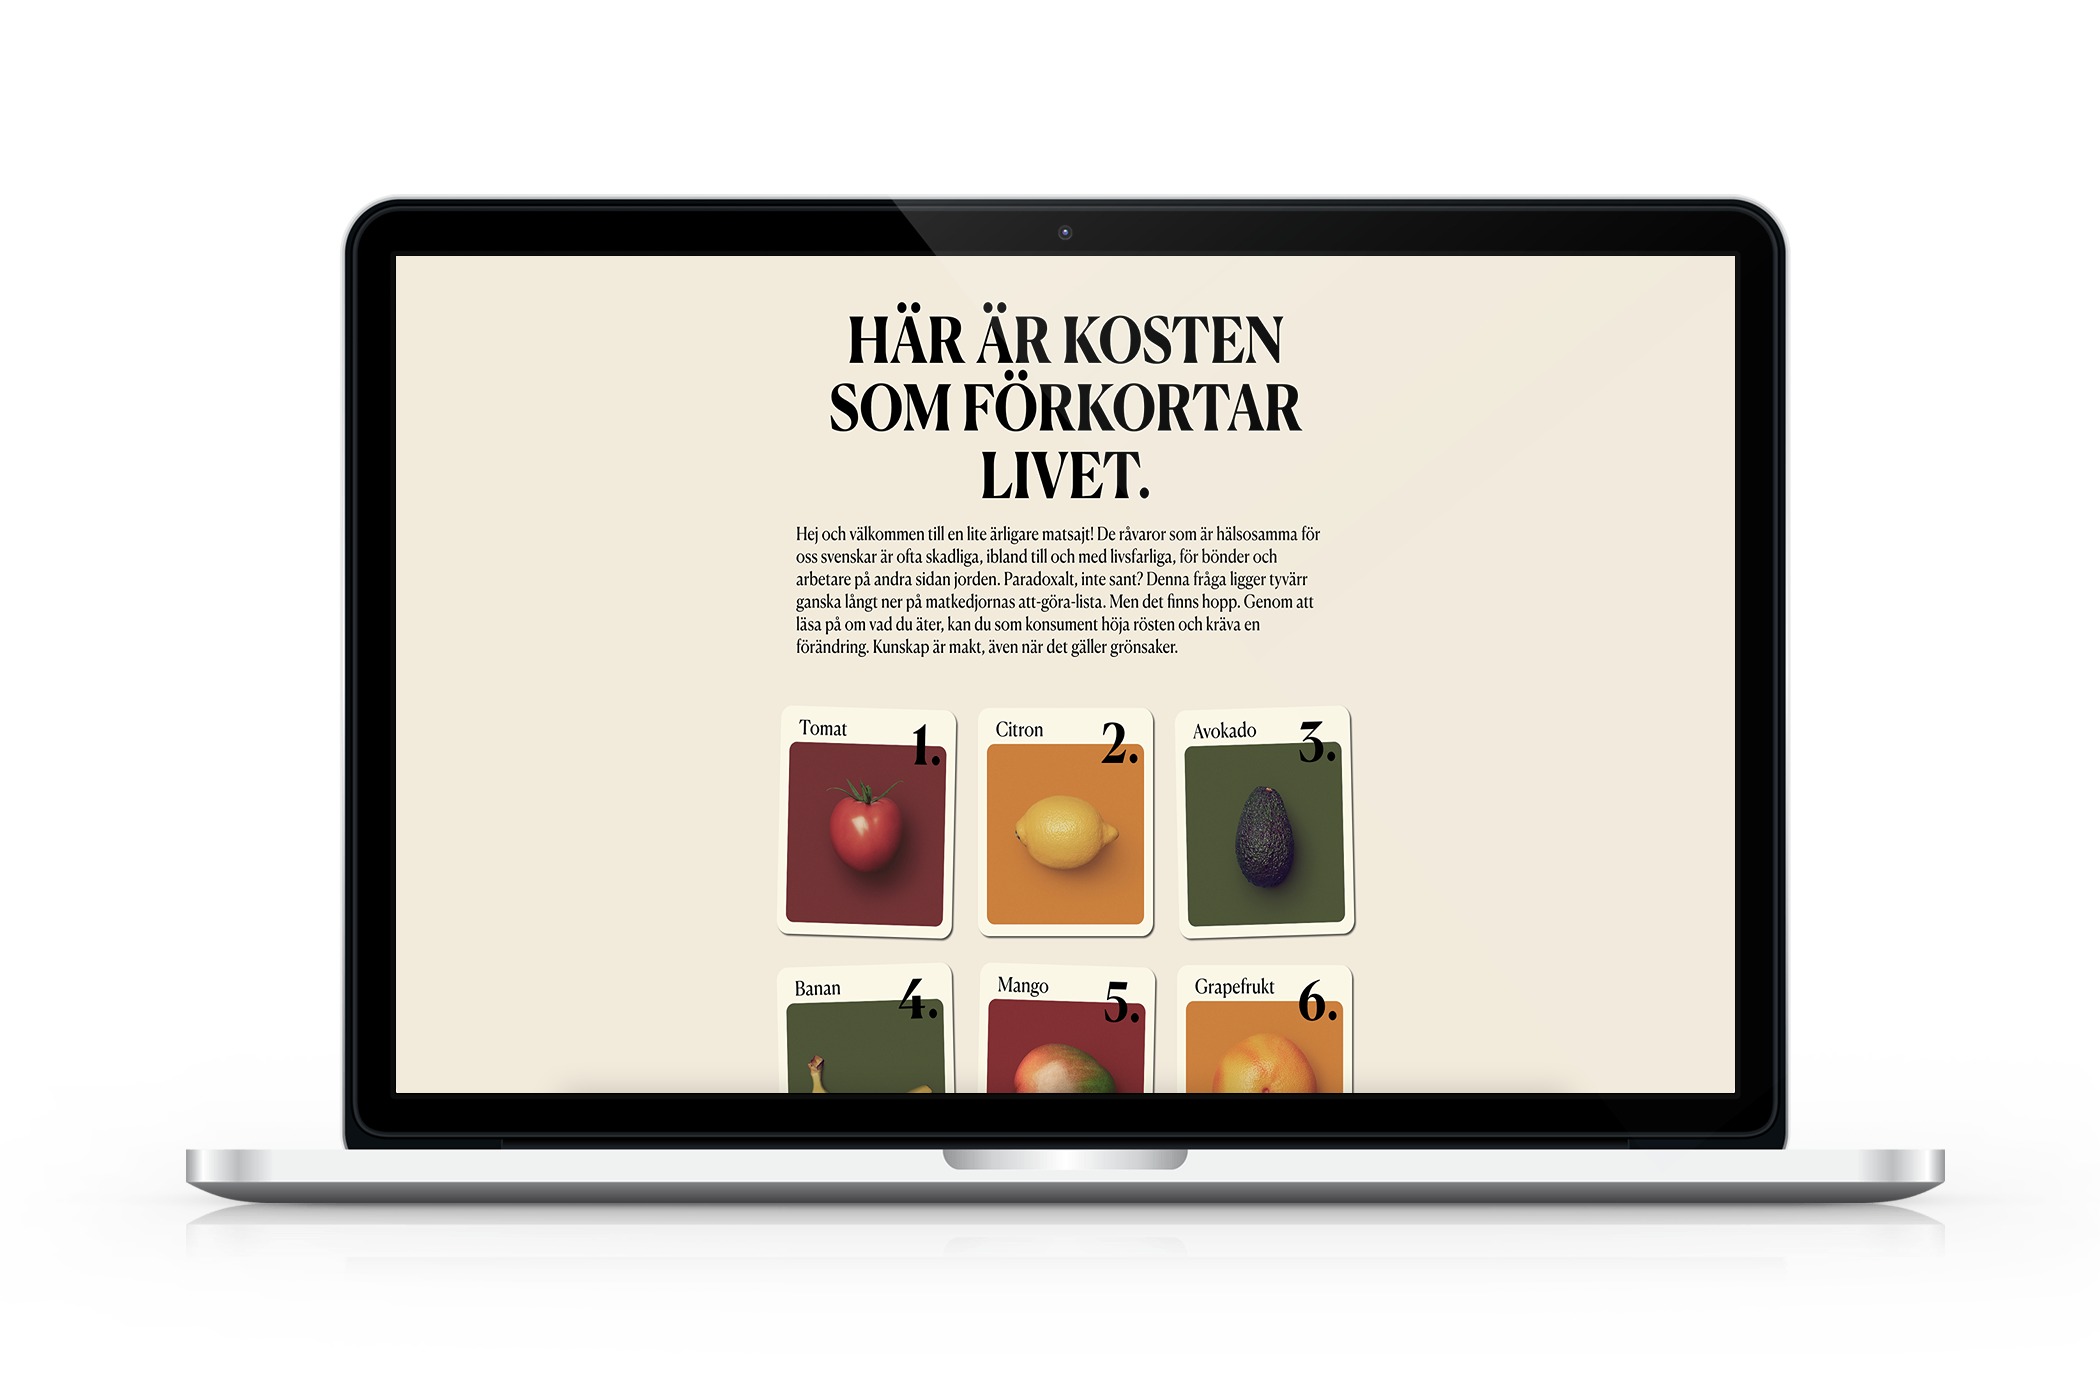 HÄR ÄR KOSTEN
SOM FÖRKORTAR
LIVET.
Hej och välkommen till en lite ärligare matsajt! De råvaror som är hälsosamma för
oss svenskar är ofta skadliga, ibland till och med livsfarliga, för bönder och
arbetare på andra sidan jorden. Paradoxalt, inte sant? Denna fråga ligger tyvärr
ganska långt ner på matkedjornas att-göra-lista. Men det finns hopp. Genom att
läsa på om vad du äter, kan du som konsument höja rösten och kräva en
förändring. Kunskap är makt, även när det gäller grönsaker.
Tomat 1.
Citron 2.
Avokado 3.
Banan 4.
Mango 5.
Grapefrukt 6.